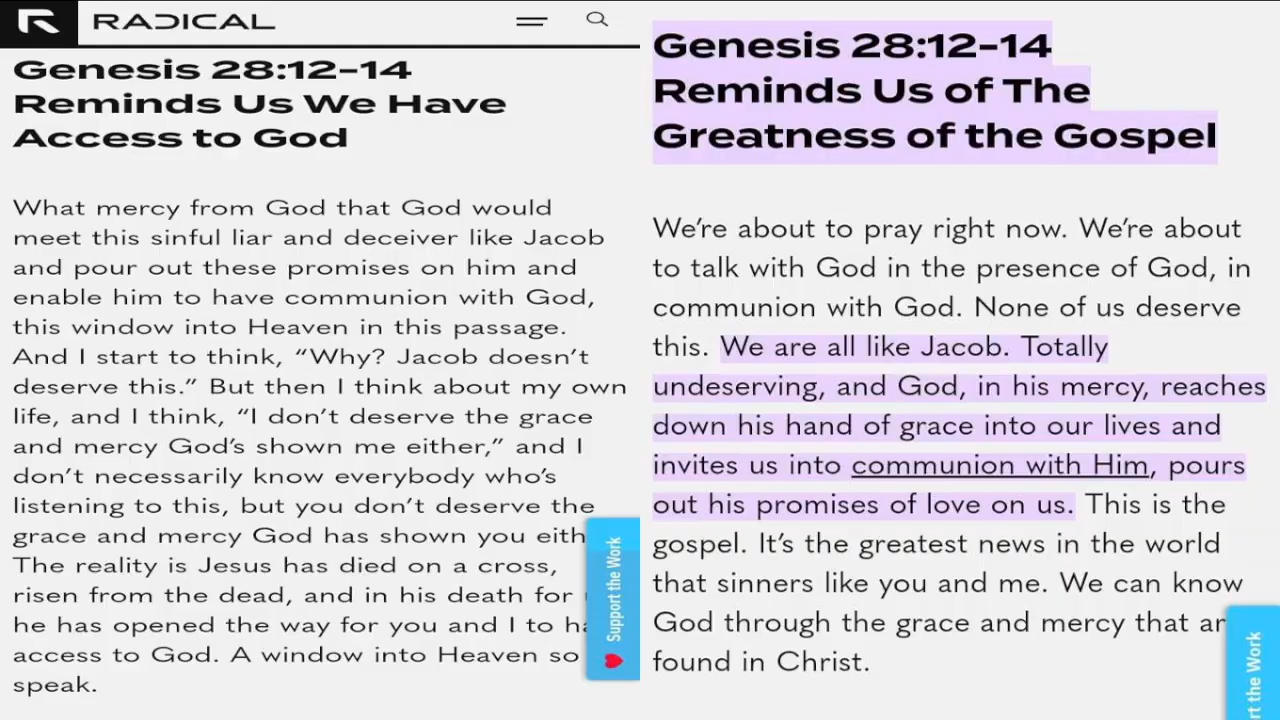 RADICAL
Genesis 28:12–14
Reminds Us We Have
Access to God
What mercy from God that God would
meet this sinful liar and deceiver like Jacob
and pour out these promises on him and
enable him to have communion with God,
this window into Heaven in this passage.
And I start to think, “Why? Jacob doesn’t
deserve this.” But then I think about my own
life, and I think, “I don’t deserve the grace
and mercy God’s shown me either,” and I
don’t necessarily know everybody who’s
listening to this, but you don’t deserve the
grace and mercy God has shown you
The reality is Jesus has died on a cross,
risen from the dead, and in his death for
he has opened the way for you and I to
access to God. A window into Heaven so
speak.
Support the Work
Genesis 28:12–14
Reminds Us of The
Greatness of the Gospel
We’re about to pray right now. We’re about
to talk with God in the presence of God, in
communion with God. None of us deserve
this. We are all like Jacob. Totally
undeserving, and God, in his mercy, reaches
down his hand of grace into our lives and
invites us into communion with Him, pours
out his promises of love on us. This is the
gospel. It’s the greatest news in the world
that sinners like you and me. We can know
God through the grace and mercy that
found in Christ.
the Work